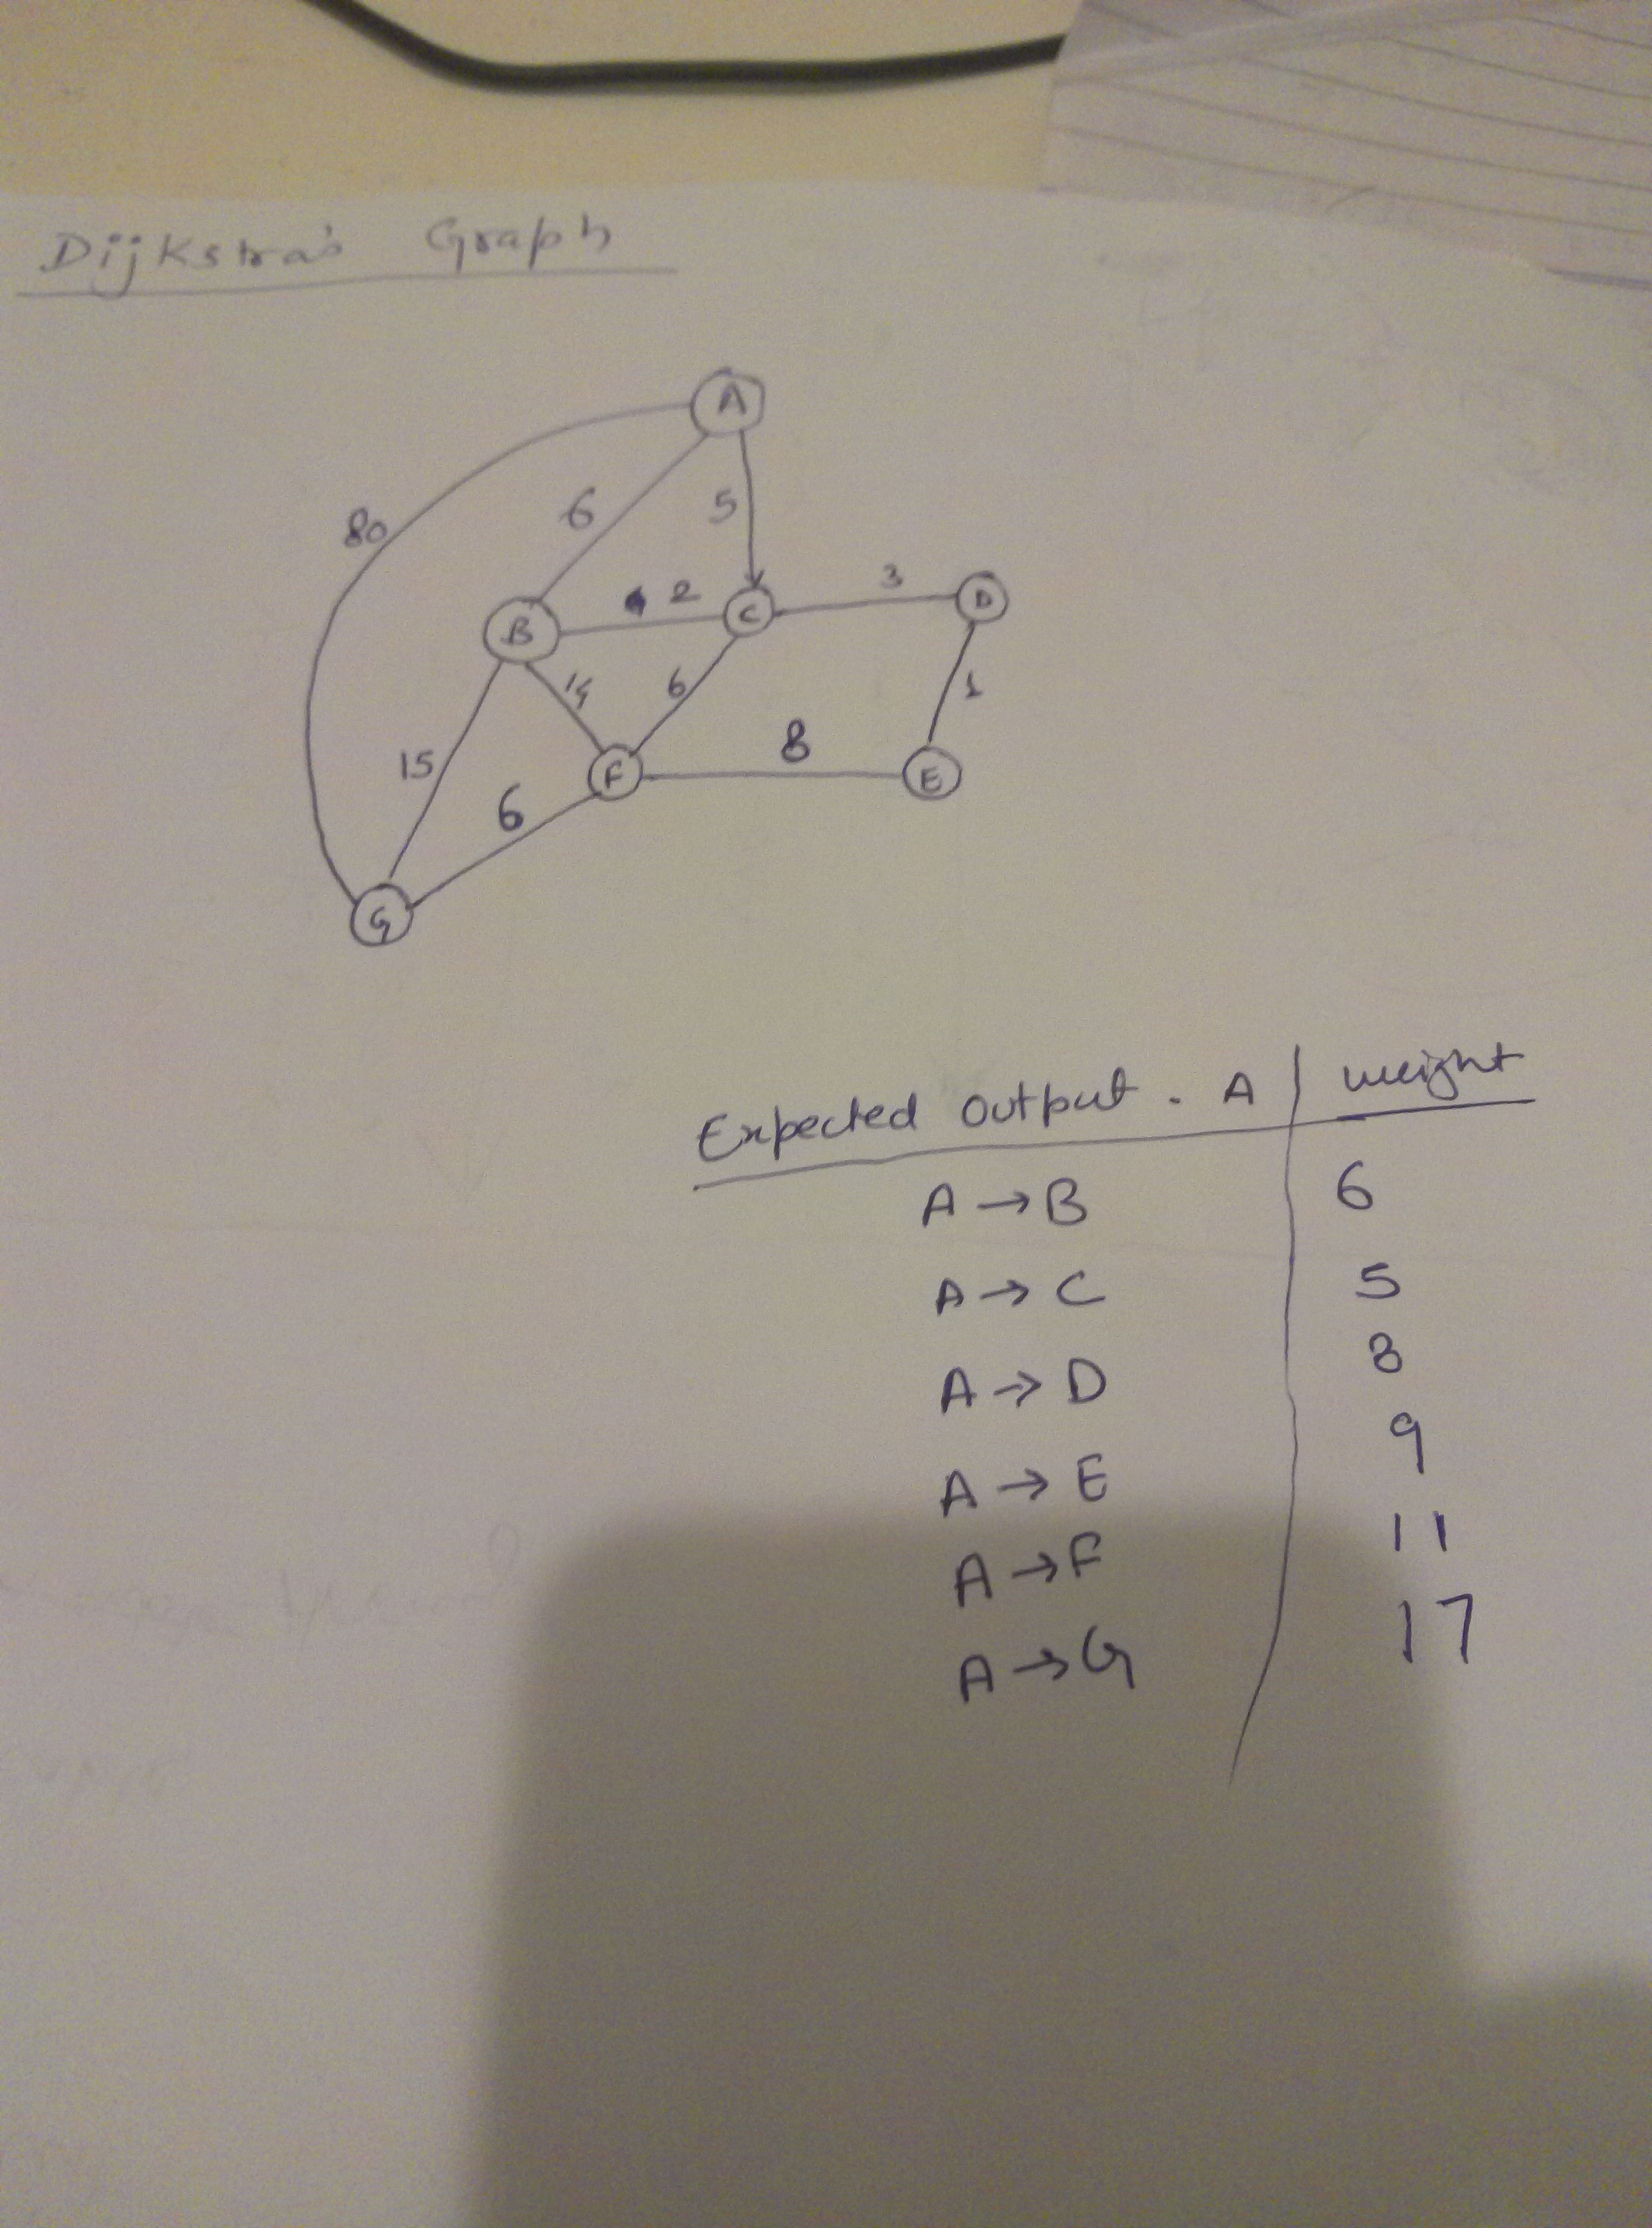 Dijkstra's Graph
A
80
6
5
2
3
B
C
D
14
6
1
15
8
F
E
6
G
Expected Output . A | weight
A → B 6
A → C 5
A → D 8
A → E 9
A → F 11
A → G 17